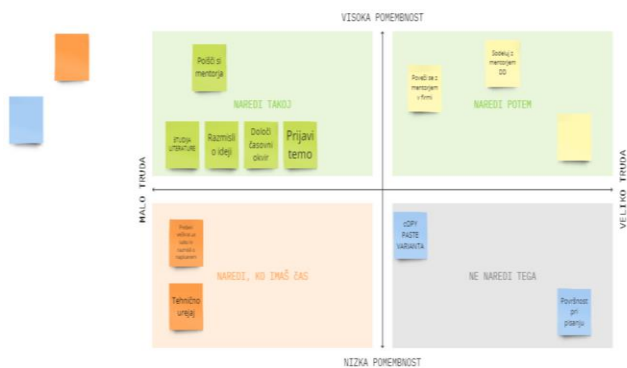 VISOKA POMEMBNOST
Poišči si
mentorja
NAREDI TAKOJ
ŠTUDIJA
LITERATURE
Razmisli
o ideji
Določi
časovni
okvir
Prijavi
temo
Poveži se z
mentorjem
v firmi
Sodeluj z
mentorjem
DD
NAREDI POTEM
MALO TRUDA
VELIKO TRUDA
NAREDI, KO IMAŠ ČAS
Tehnično
urejaj
COPY
PASTE
VARIANTA
NE NAREDI TEGA
Površnost
pri
pisanju
NIZKA POMEMBNOST